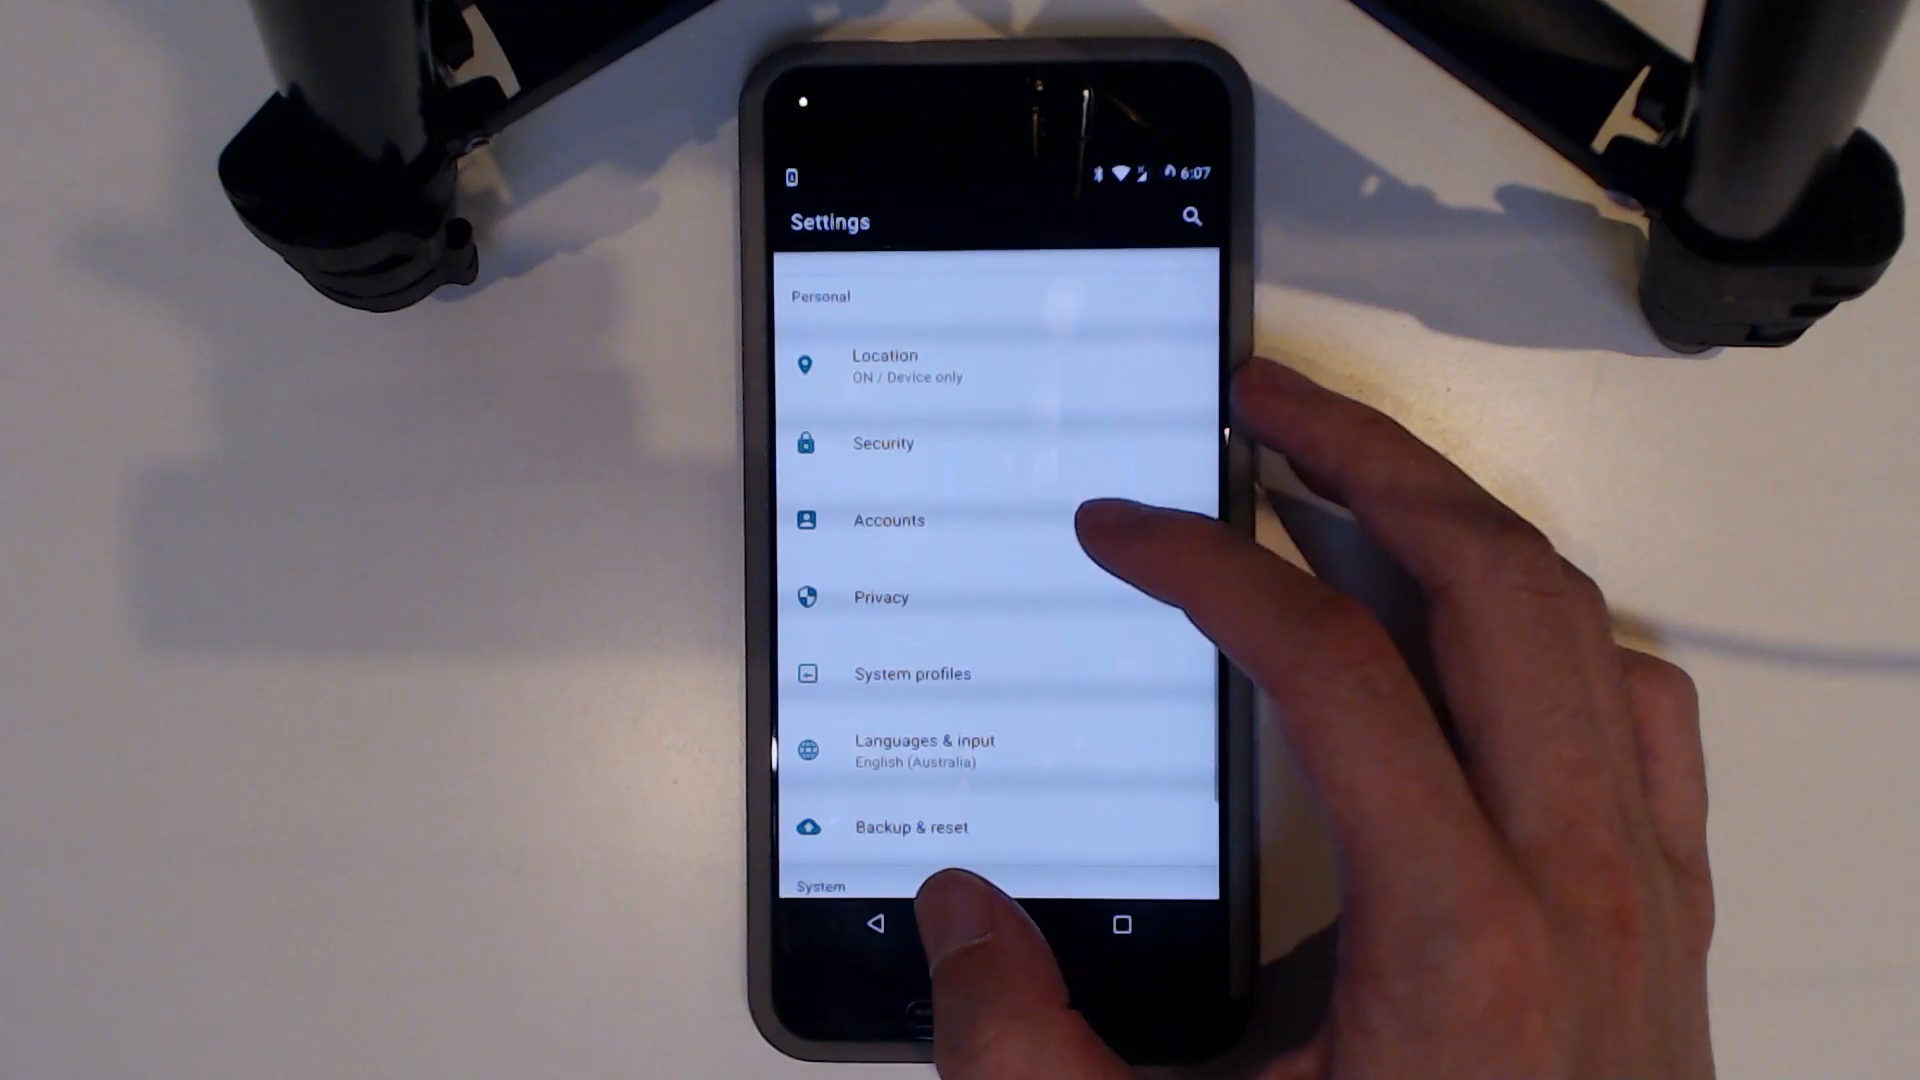 6:07
Settings
Personal
Location
ON / Device only
Security
Accounts
Privacy
System profiles
Languages & input
English (Australia)
Backup & reset
System